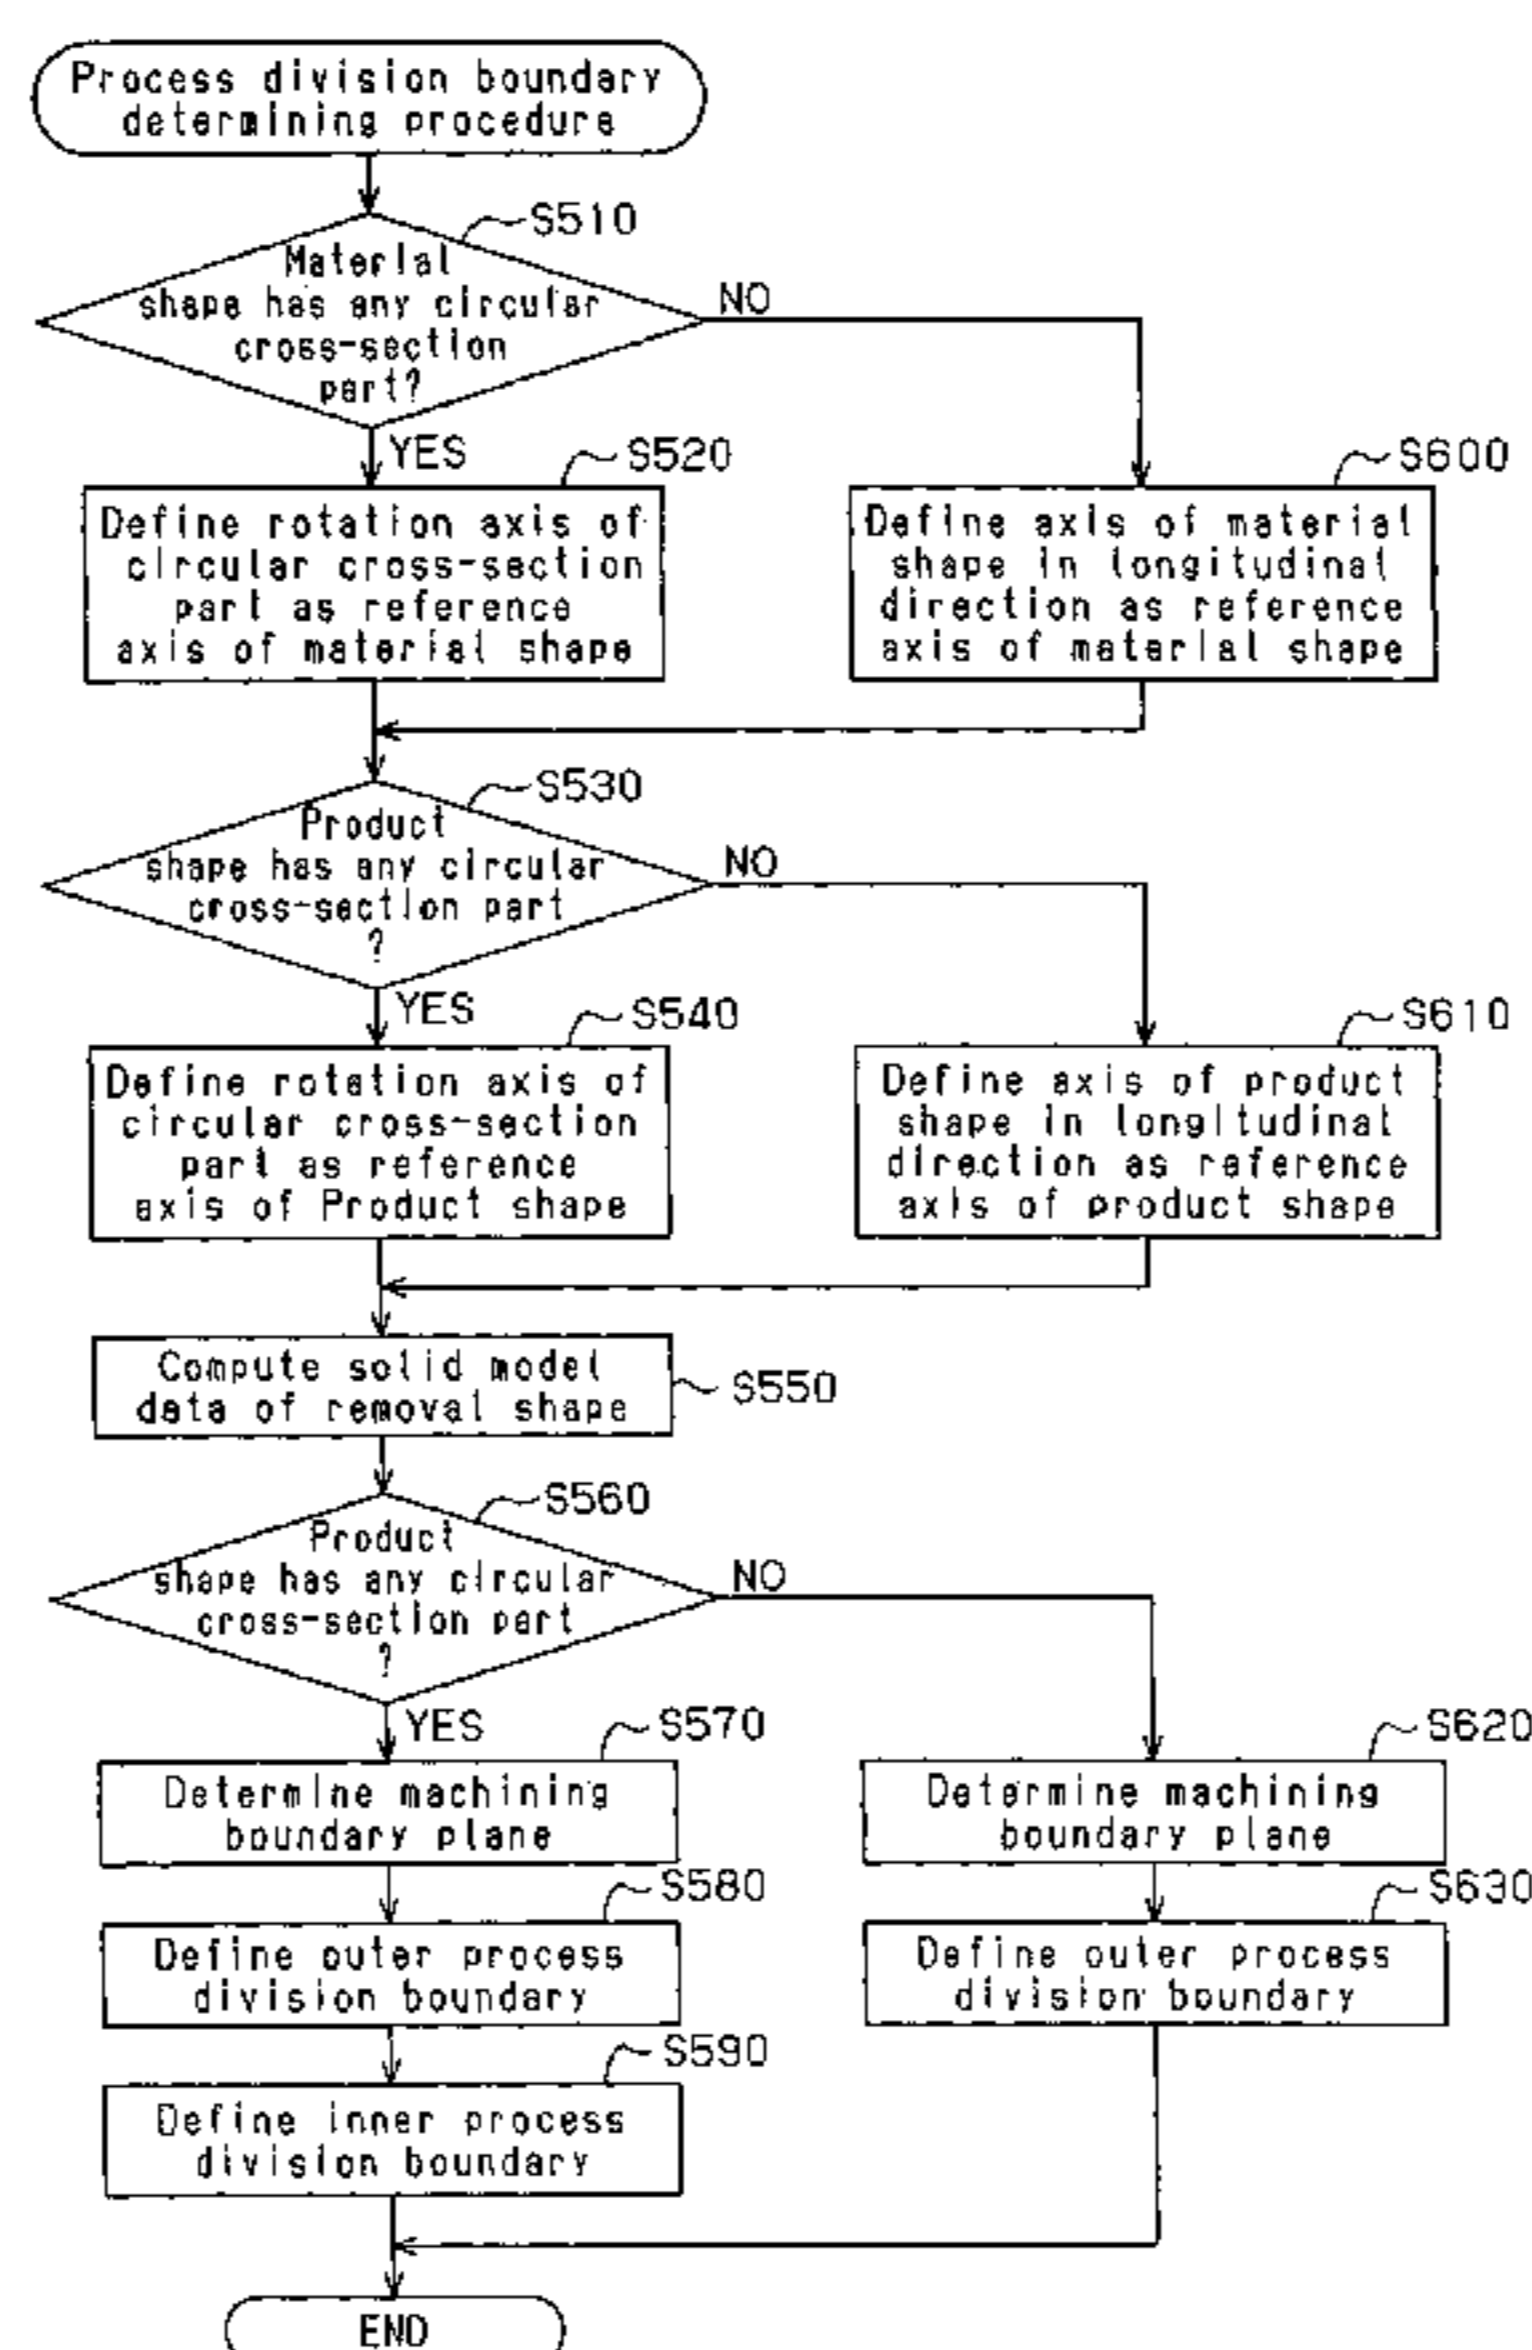 Process division boundary
determining procedure
S510
Material
shape has any circular
cross-section
part?
NO
YES
S520
Define rotation axis of
circular cross-section
part as reference
axis of material shape
S600
Define axis of material
shape in longitudinal
direction as reference
axis of material shape
S530
Product
shape has any circular
cross-section part
?
NO
YES
S540
Define rotation axis of
circular cross-section
part as reference
axis of Product shape
S610
Define axis of product
shape in longitudinal
direction as reference
axis of product shape
Compute solid model
data of removal shape
S550
S560
Product
shape has any circular
cross-section part
?
NO
YES
S570
Determine machining
boundary plane
S620
Determine machining
boundary plane
S580
Define outer process
division boundary
S630
Define outer process
division boundary
S590
Define inner process
division boundary
END